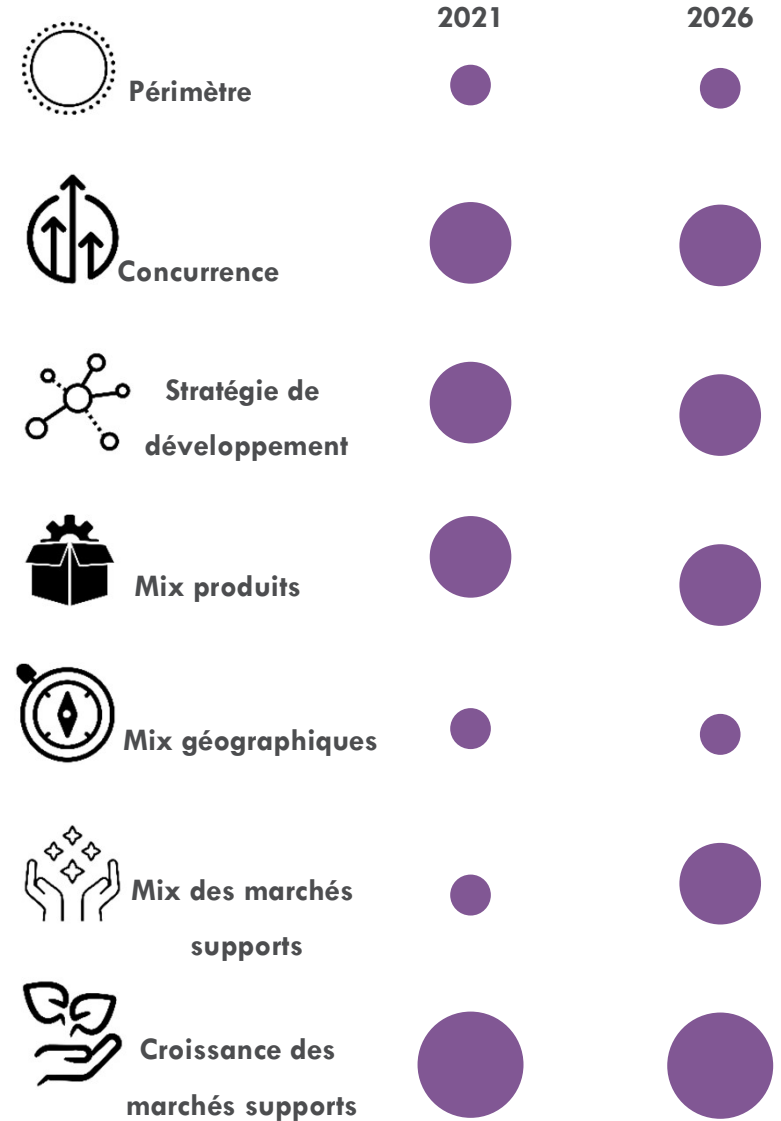 2021 2026
Périmètre
Concurrence
Stratégie de
développement
Mix produits
Mix géographiques
Mix des marchés
supports
Croissance des
marchés supports